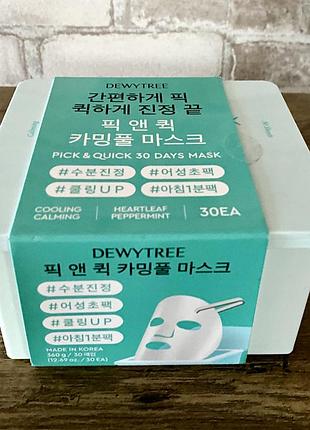 DEWYTREE
간편하게 픽
퀵하게 진정 끝
픽 앤 퀵
카밍풀 마스크
PICK & QUICK 30 DAYS MASK
#수분진정 #어성초팩
#쿨링UP #아침1분팩
COOLING CALMING
HEARTLEAF PEPPERMINT
30EA
DEWYTREE
픽 앤 퀵 카밍풀 마스크
#수분진정
#어성초팩
#쿨링UP
#아침1분팩
MADE IN KOREA
360 g / 30 매입
(12.69 oz. / 30 EA)